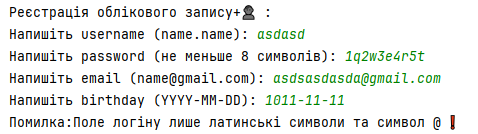 Реєстрація облікового запису+👤 :
Напишіть username (name.name): asdasd
Напишіть password (не меньше 8 символів): 1q2w3e4r5t
Напишіть email (name@gmail.com): asdsasdasda@gmail.com
Напишіть birthday (YYYY-MM-DD): 1011-11-11
Помилка:Поле логіну лише латинські символи та символ @ ❗